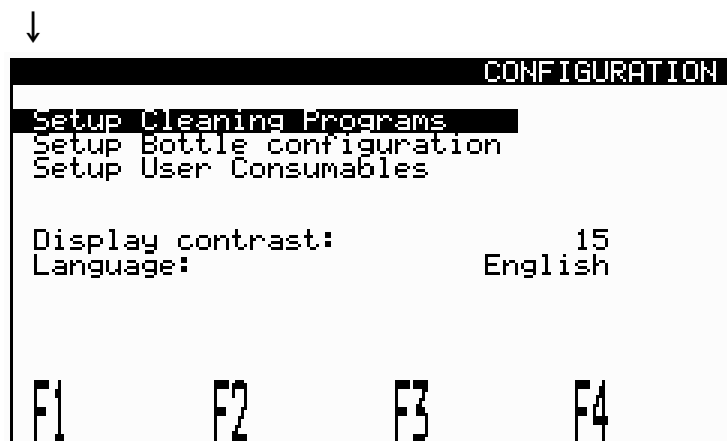 ↓
CONFIGURATION
Setup Cleaning Programs
Setup Bottle configuration
Setup User Consumables
Display contrast: 15
Language: English
F1 F2 F3 F4